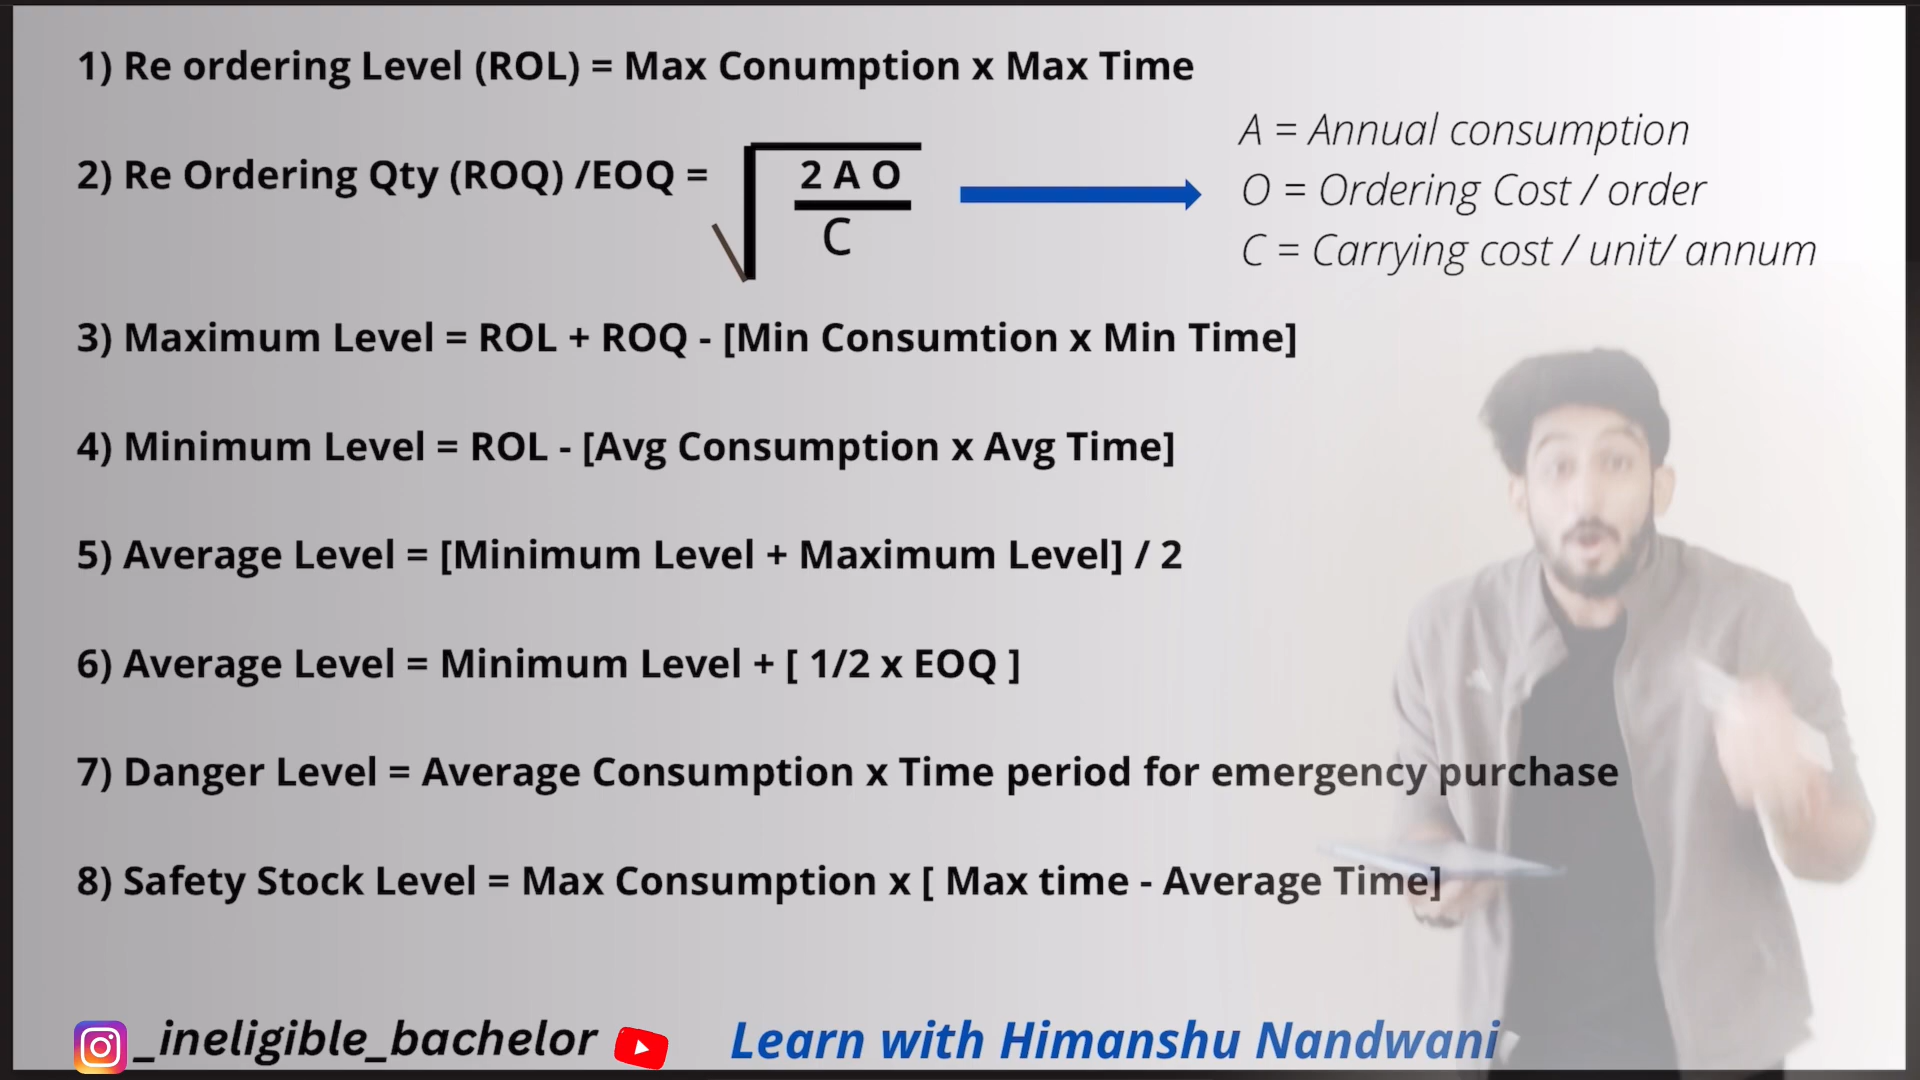 1) Re ordering Level (ROL) = Max Conumption x Max Time
2) Re Ordering Qty (ROQ) /EOQ = √ 2 A O / C
A = Annual consumption
O = Ordering Cost / order
C = Carrying cost / unit/ annum
3) Maximum Level = ROL + ROQ - [Min Consumtion x Min Time]
4) Minimum Level = ROL - [Avg Consumption x Avg Time]
5) Average Level = [Minimum Level + Maximum Level] / 2
6) Average Level = Minimum Level + [ 1/2 x EOQ ]
7) Danger Level = Average Consumption x Time period for emergency purchase
8) Safety Stock Level = Max Consumption x [ Max time - Average Time]
_ineligible_bachelor Learn with Himanshu Nandwani